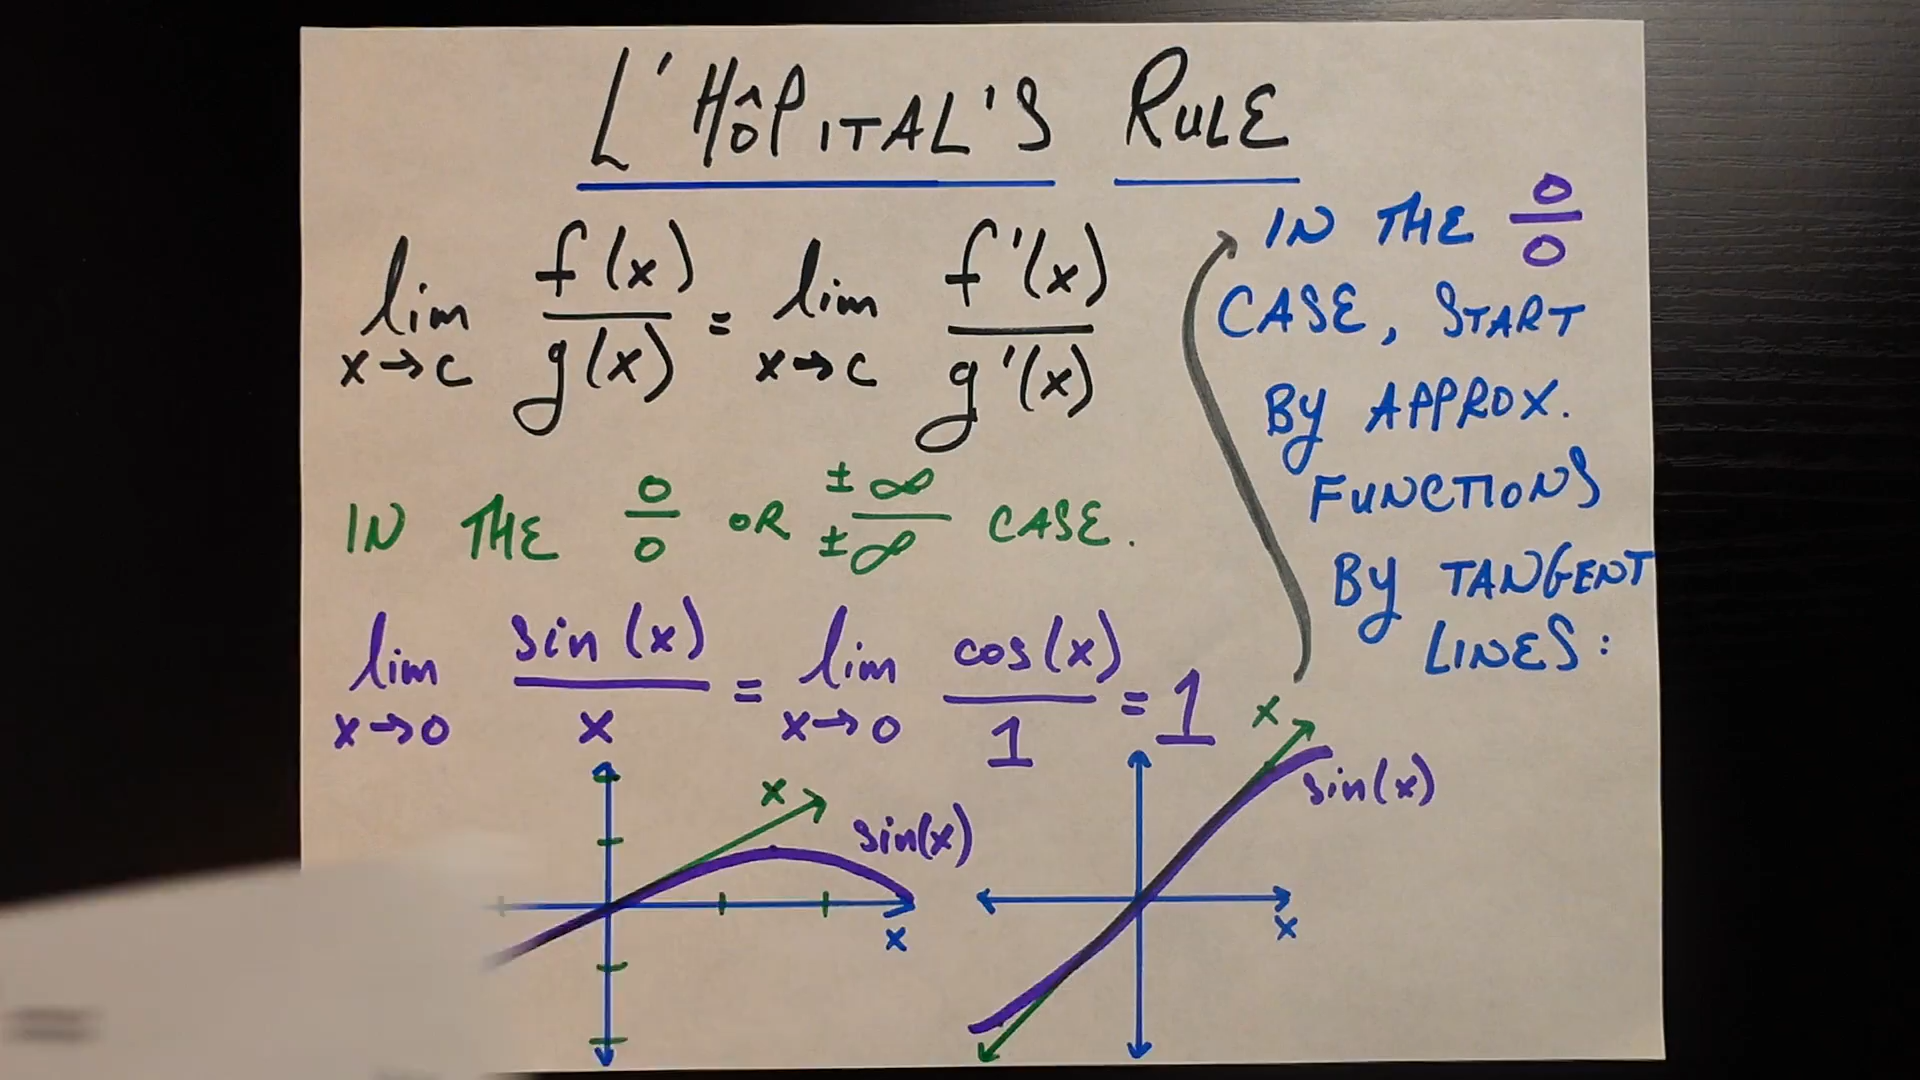 L'HôPITAL'S RULE
lim x→c f(x)/g(x) = lim x→c f'(x)/g'(x)
IN THE 0/0 OR ±∞/±∞ CASE.
lim x→0 sin(x)/x = lim x→0 cos(x)/1 = 1
IN THE 0/0
CASE, START
BY APPROX.
FUNCTIONS
BY TANGENT
LINES:
x
sin(x)
x
x
sin(x)
x